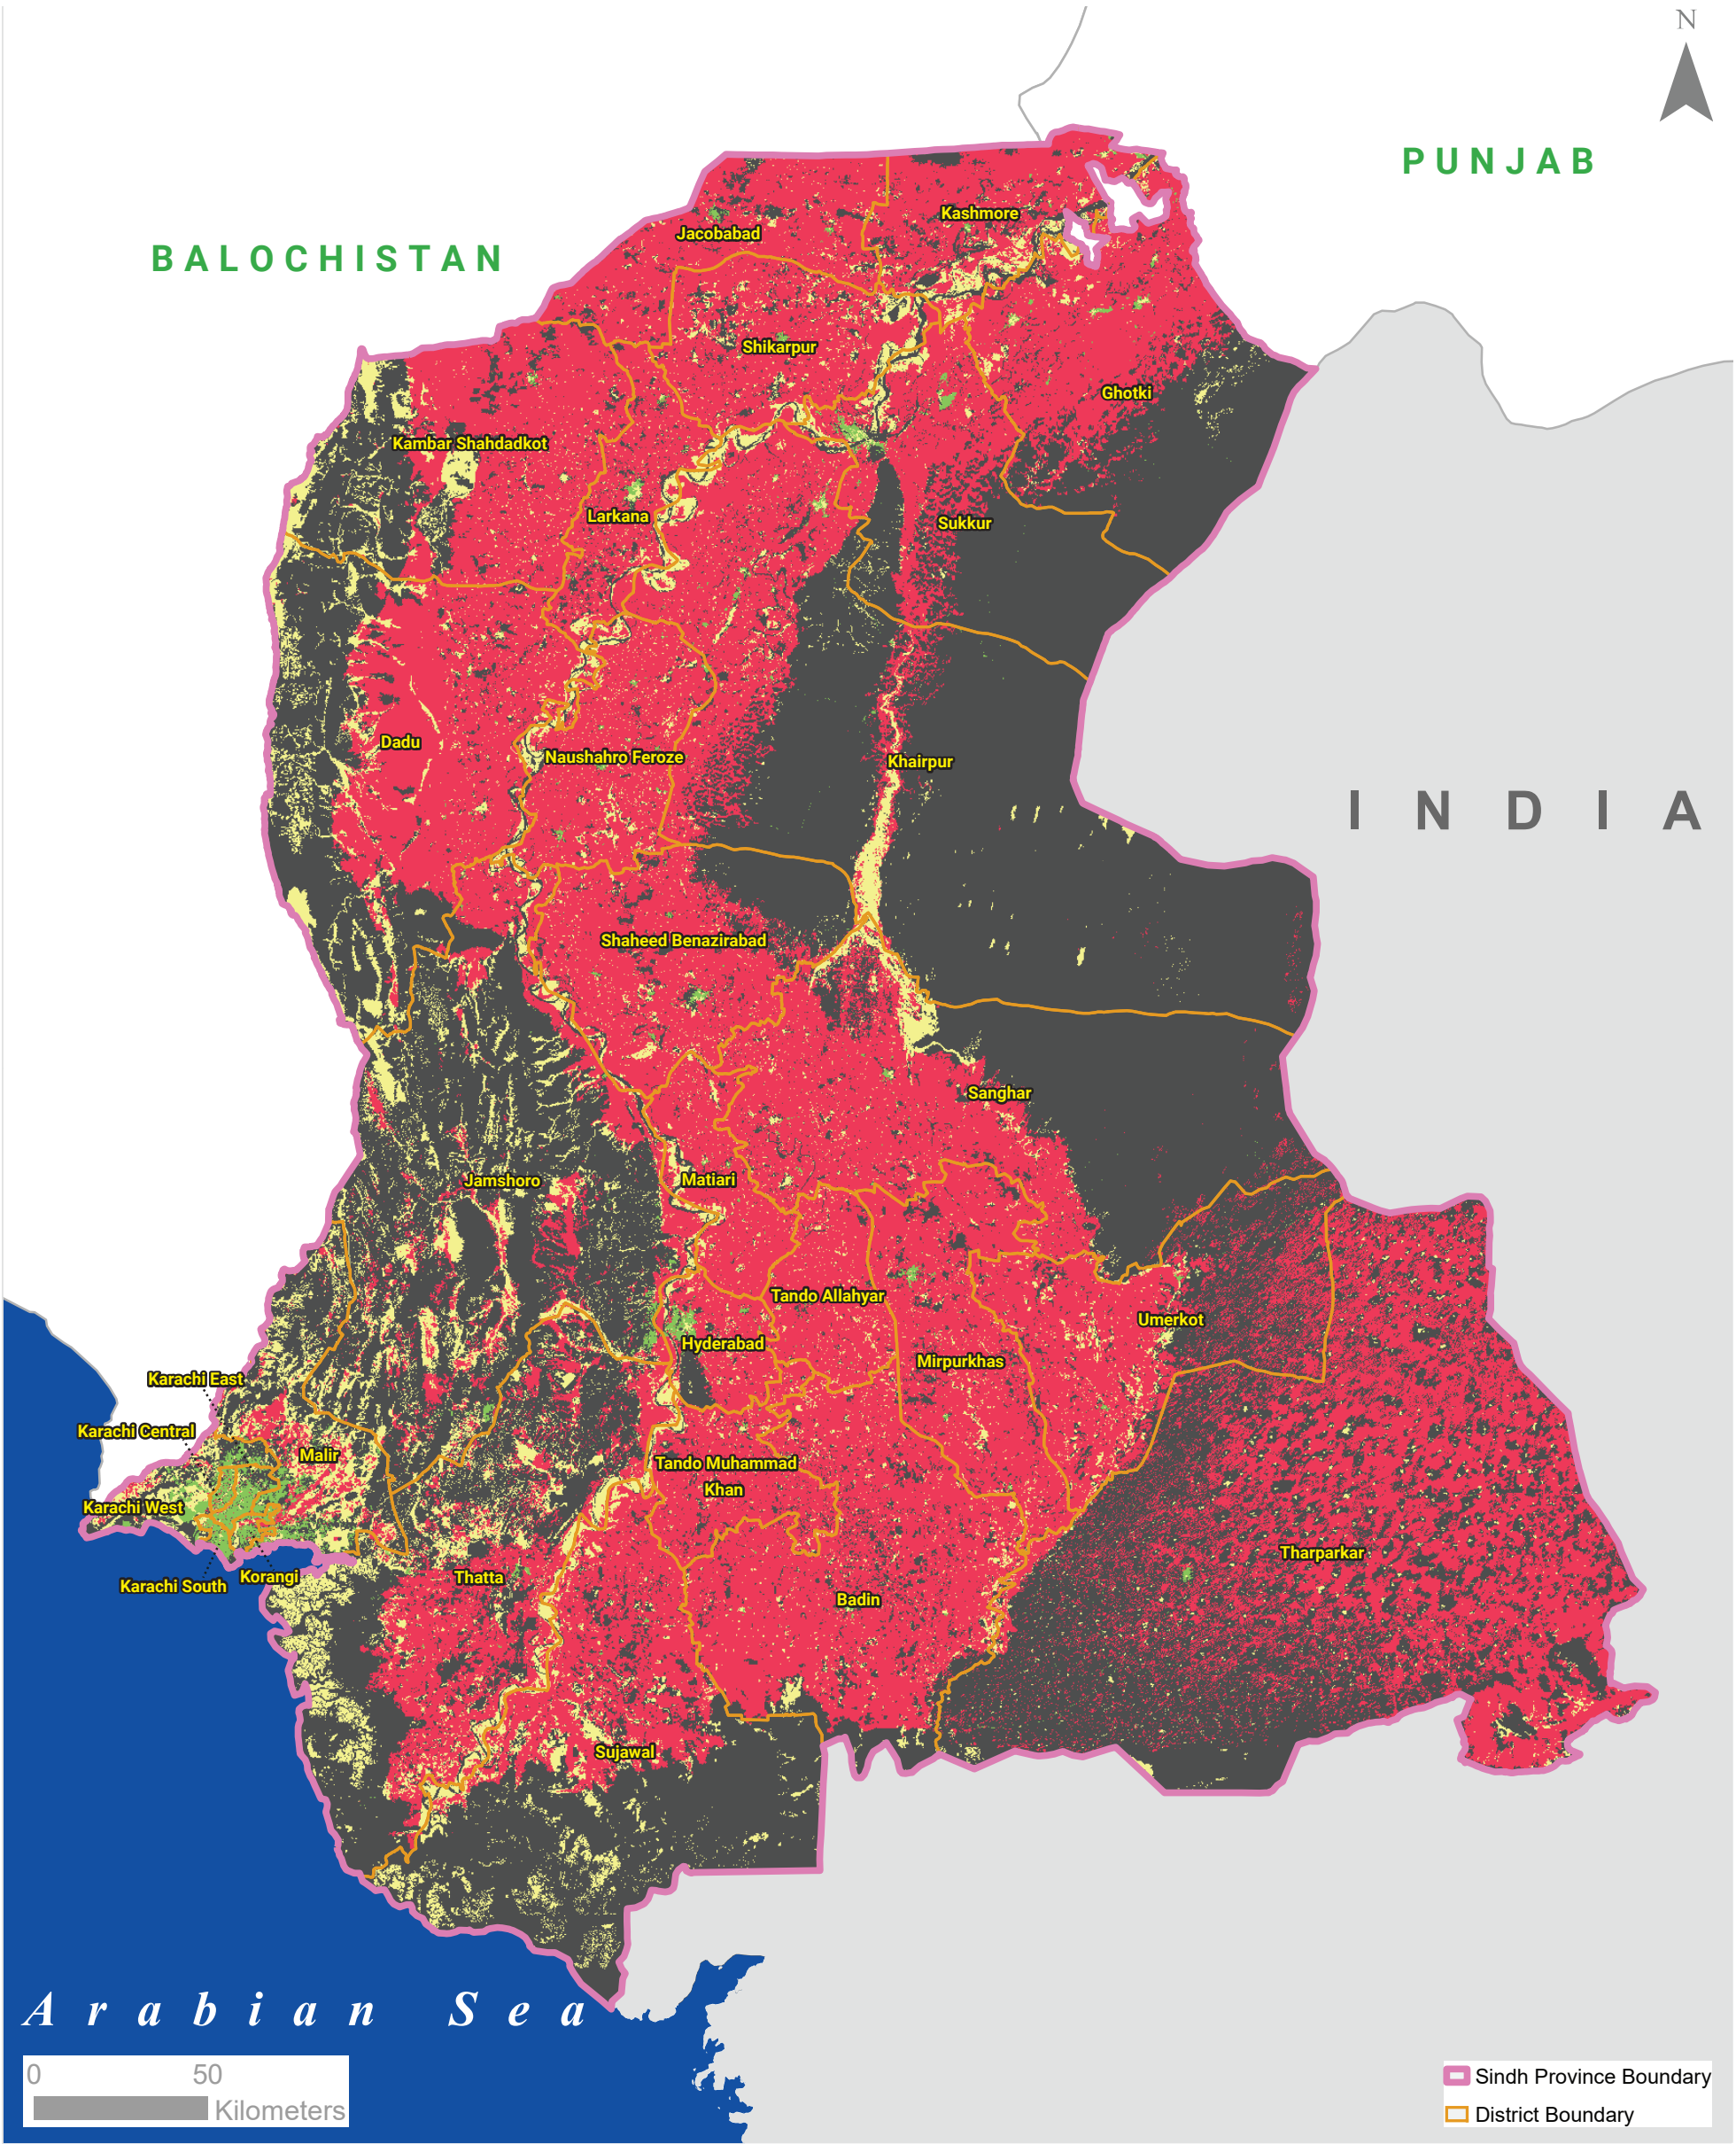 N
PUNJAB
BALOCHISTAN
Kashmore
Jacobabad
Shikarpur
Ghotki
Kambar Shahdadkot
Larkana
Sukkur
Dadu
Naushahro Feroze
Khairpur
INDIA
Shaheed Benazirabad
Sanghar
Jamshoro
Matiari
Tando Allahyar
Umerkot
Hyderabad
Mirpurkhas
Karachi East
Karachi Central
Malir
Tando Muhammad
Khan
Karachi West
Tharparkar
Thatta
Korangi
Karachi South
Badin
Sujawal
Arabian Sea
0 50
Kilometers
Sindh Province Boundary
District Boundary